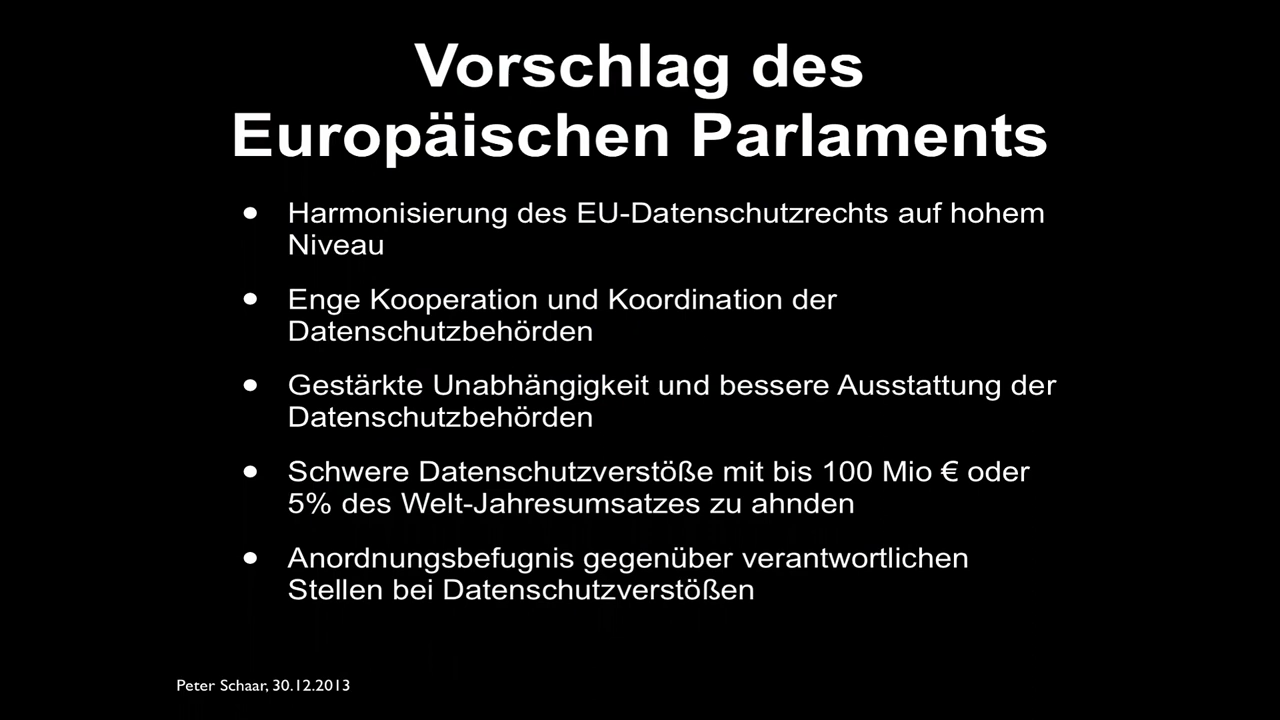 Vorschlag des
Europäischen Parlaments
• Harmonisierung des EU-Datenschutzrechts auf hohem
Niveau
• Enge Kooperation und Koordination der
Datenschutzbehörden
• Gestärkte Unabhängigkeit und bessere Ausstattung der
Datenschutzbehörden
• Schwere Datenschutzverstöße mit bis 100 Mio € oder
5% des Welt-Jahresumsatzes zu ahnden
• Anordnungsbefugnis gegenüber verantwortlichen
Stellen bei Datenschutzverstößen
Peter Schaar, 30.12.2013